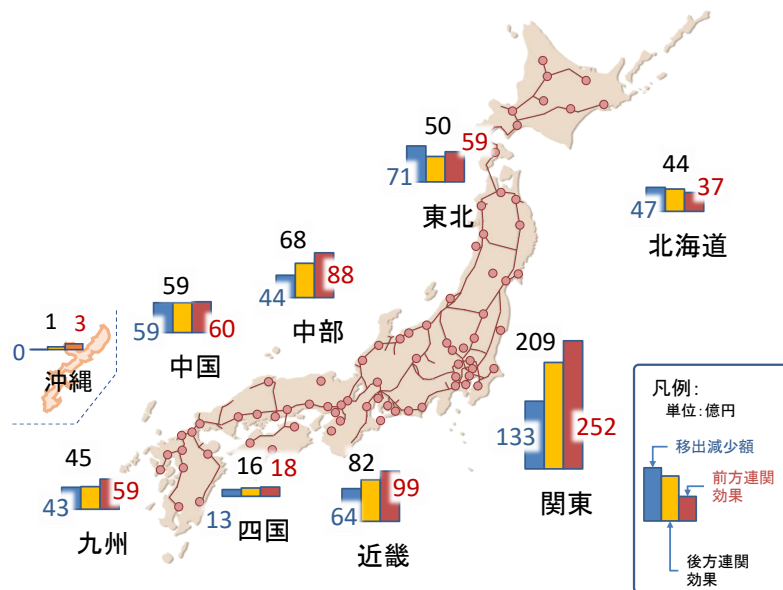 50
59
71
東北
44
37
47
北海道
68
88
44
中部
59
59
60
中国
1
3
0
沖縄
209
133
252
関東
45
59
43
九州
16
18
13
四国
82
99
64
近畿
凡例：
単位：億円
移出減少額
前方連関
効果
後方連関
効果